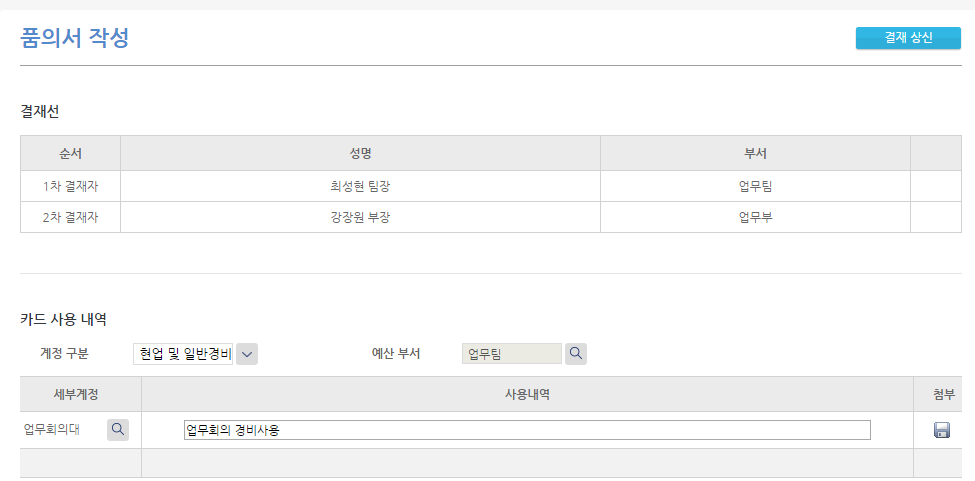 품의서 작성
결재 상신
결재선
순서 성명 부서
1차 결재자 최성현 팀장 업무팀
2차 결재자 강장원 부장 업무부
카드 사용 내역
계정 구분 현업 및 일반경비 예산 부서 업무팀
세부계정 사용내역 첨부
업무회의대 업무회의 경비사용